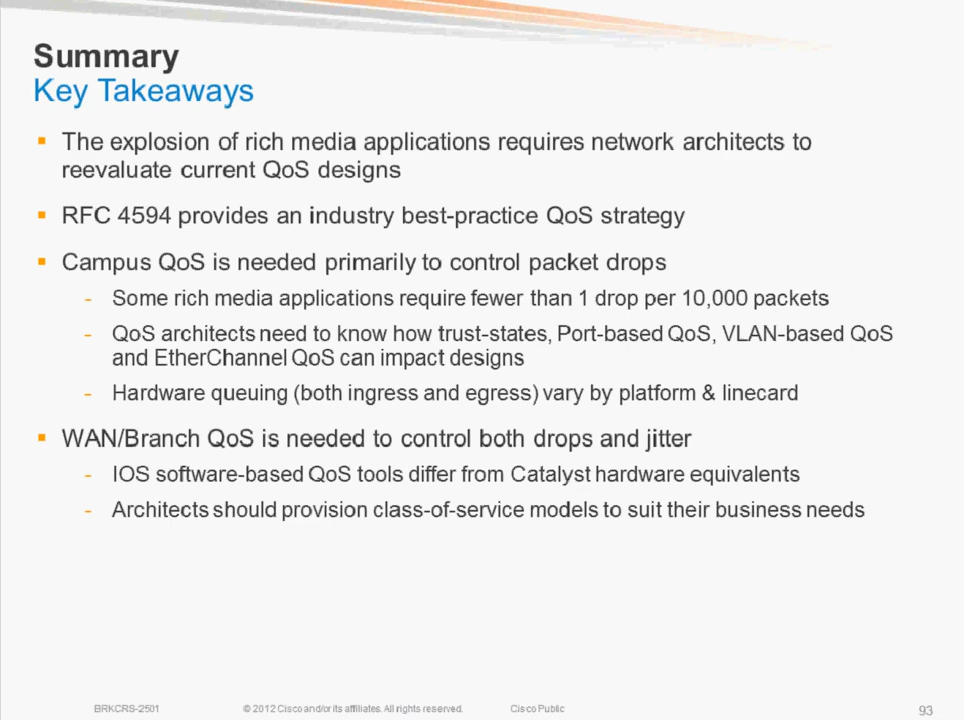 Summary
Key Takeaways
▪ The explosion of rich media applications requires network architects to
reevaluate current QoS designs
▪ RFC 4594 provides an industry best-practice QoS strategy
▪ Campus QoS is needed primarily to control packet drops
- Some rich media applications require fewer than 1 drop per 10,000 packets
- QoS architects need to know how trust-states, Port-based QoS, VLAN-based QoS
and EtherChannel QoS can impact designs
- Hardware queuing (both ingress and egress) vary by platform & linecard
▪ WAN/Branch QoS is needed to control both drops and jitter
- IOS software-based QoS tools differ from Catalyst hardware equivalents
- Architects should provision class-of-service models to suit their business needs
BRKCRS-2501 © 2012 Cisco and/or its affiliates. All rights reserved. Cisco Public 93